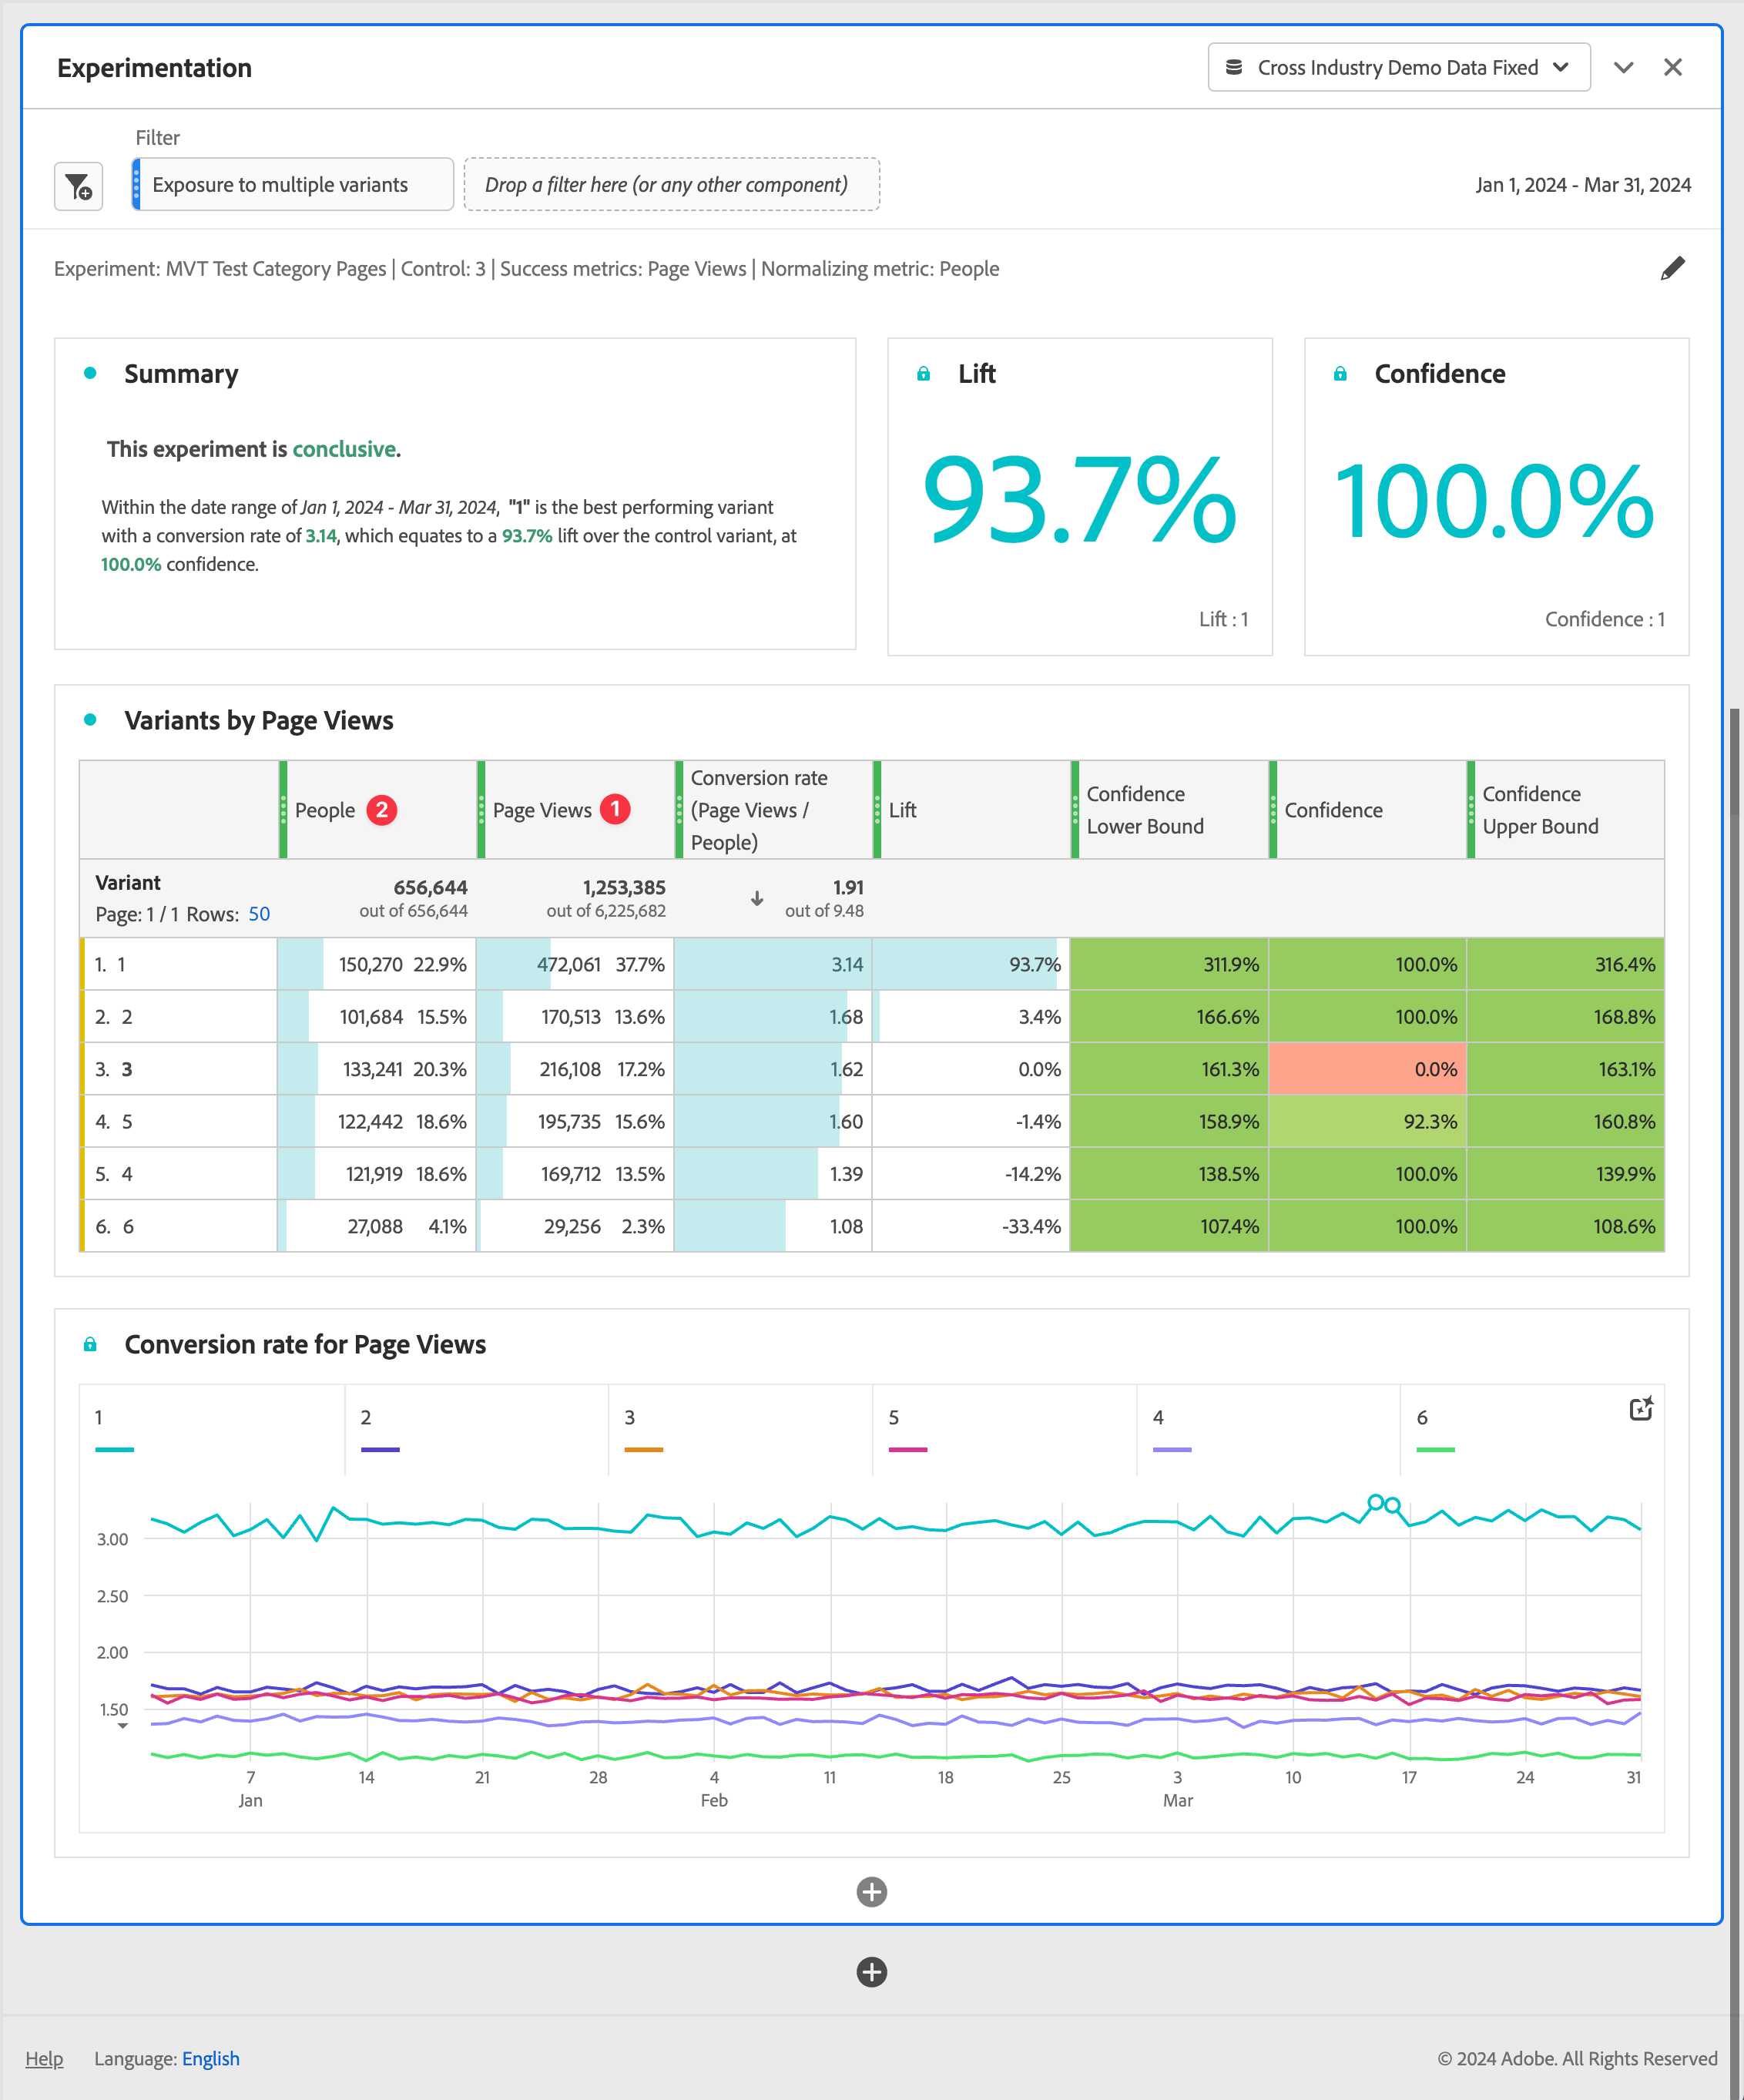 Experimentation
Cross Industry Demo Data Fixed
Filter
Exposure to multiple variants
Drop a filter here (or any other component)
Jan 1, 2024 - Mar 31, 2024
Experiment: MVT Test Category Pages | Control: 3 | Success metrics: Page Views | Normalizing metric: People
Summary
This experiment is conclusive.
Within the date range of Jan 1, 2024 - Mar 31, 2024, "1" is the best performing variant
with a conversion rate of 3.14, which equates to a 93.7% lift over the control variant, at
100.0% confidence.
Lift
93.7%
Lift : 1
Confidence
100.0%
Confidence : 1
Variants by Page Views
People 2
Page Views 1
Conversion rate
(Page Views /
People)
Lift
Confidence
Lower Bound
Confidence
Confidence
Upper Bound
Variant
Page: 1 / 1 Rows: 50
656,644
out of 656,644
1,253,385
out of 6,225,682
1.91
out of 9.48
1. 1 150,270 22.9% 472,061 37.7% 3.14 93.7% 311.9% 100.0% 316.4%
2. 2 101,684 15.5% 170,513 13.6% 1.68 3.4% 166.6% 100.0% 168.8%
3. 3 133,241 20.3% 216,108 17.2% 1.62 0.0% 161.3% 0.0% 163.1%
4. 5 122,442 18.6% 195,735 15.6% 1.60 -1.4% 158.9% 92.3% 160.8%
5. 4 121,919 18.6% 169,712 13.5% 1.39 -14.2% 138.5% 100.0% 139.9%
6. 6 27,088 4.1% 29,256 2.3% 1.08 -33.4% 107.4% 100.0% 108.6%
Conversion rate for Page Views
1 2 3 5 4 6
3.00
2.50
2.00
1.50
7 14 21 28 4 11 18 25 3 10 17 24 31
Jan Feb Mar
Help Language: English © 2024 Adobe. All Rights Reserved